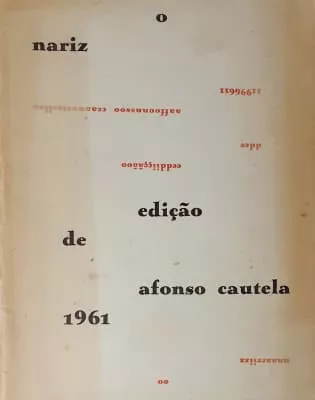 o
nariz
11996611
aaffoonnssoo ccaauutteellaa
ddee
eeddiiççããoo
edição
de
afonso cautela
1961
nnaarriizz
oo